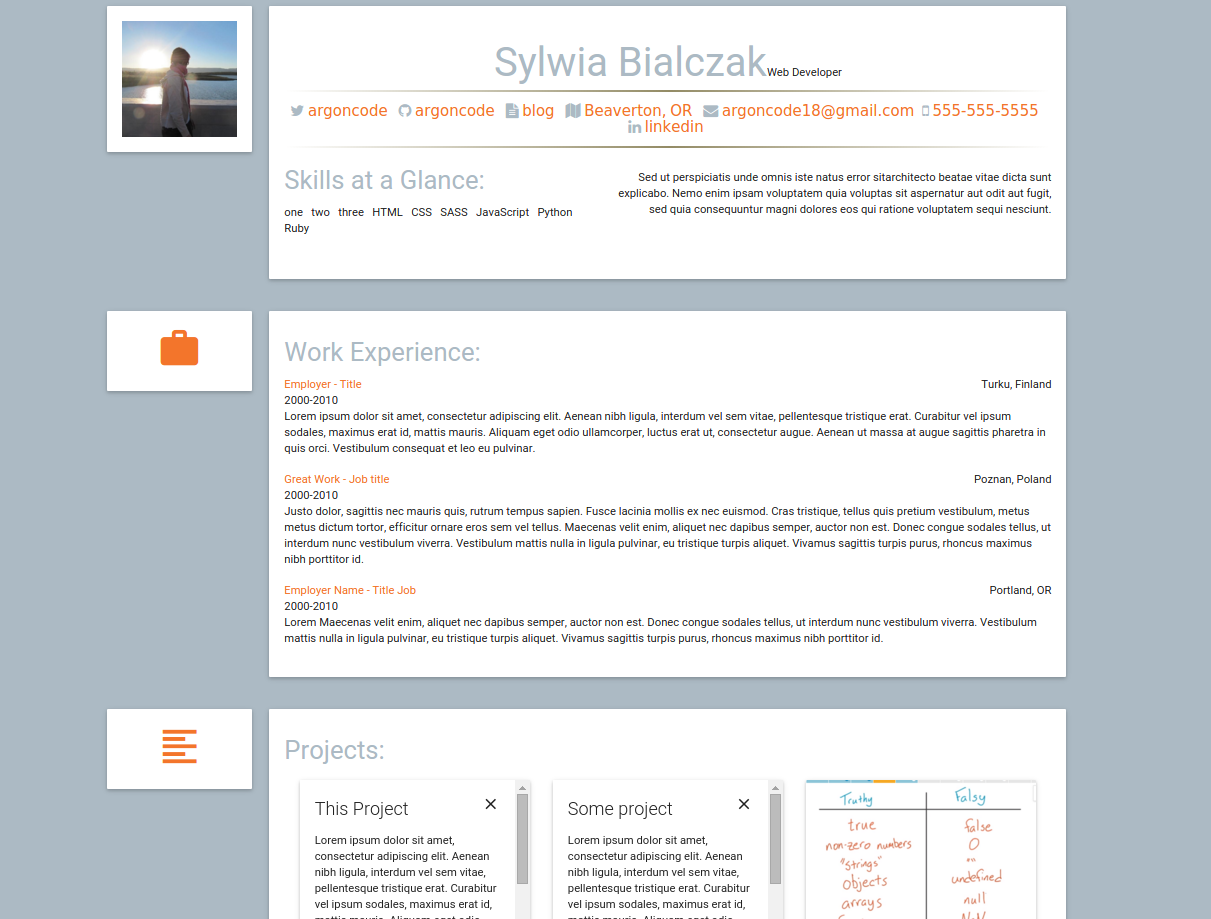 Sylwia Bialczak Web Developer
argoncode argoncode blog Beaverton, OR argoncode18@gmail.com 555-555-5555
linkedin
Skills at a Glance:
one two three HTML CSS SASS JavaScript Python
Ruby
Sed ut perspiciatis unde omnis iste natus error sitarchitecto beatae vitae dicta sunt
explicabo. Nemo enim ipsam voluptatem quia voluptas sit aspernatur aut odit aut fugit,
sed quia consequuntur magni dolores eos qui ratione voluptatem sequi nesciunt.
Work Experience:
Employer - Title Turku, Finland
2000-2010
Lorem ipsum dolor sit amet, consectetur adipiscing elit. Aenean nibh ligula, interdum vel sem vitae, pellentesque tristique erat. Curabitur vel ipsum
sodales, maximus erat id, mattis mauris. Aliquam eget odio ullamcorper, luctus erat ut, consectetur augue. Aenean ut massa at augue sagittis pharetra in
quis orci. Vestibulum consequat et leo eu pulvinar.
Great Work - Job title Poznan, Poland
2000-2010
Justo dolor, sagittis nec mauris quis, rutrum tempus sapien. Fusce lacinia mollis ex nec euismod. Cras tristique, tellus quis pretium vestibulum, metus
metus dictum tortor, efficitur ornare eros sem vel tellus. Maecenas velit enim, aliquet nec dapibus semper, auctor non est. Donec congue sodales tellus, ut
interdum nunc vestibulum viverra. Vestibulum mattis nulla in ligula pulvinar, eu tristique turpis aliquet. Vivamus sagittis turpis purus, rhoncus maximus
nibh porttitor id.
Employer Name - Title Job Portland, OR
2000-2010
Lorem Maecenas velit enim, aliquet nec dapibus semper, auctor non est. Donec congue sodales tellus, ut interdum nunc vestibulum viverra. Vestibulum
mattis nulla in ligula pulvinar, eu tristique turpis aliquet. Vivamus sagittis turpis purus, rhoncus maximus nibh porttitor id.
Projects:
This Project
Lorem ipsum dolor sit amet,
consectetur adipiscing elit. Aenean
nibh ligula, interdum vel sem vitae,
pellentesque tristique erat. Curabitur
vel ipsum sodales, maximus erat id,
mattis mauris. Aliquam eget odio
Some project
Lorem ipsum dolor sit amet,
consectetur adipiscing elit. Aenean
nibh ligula, interdum vel sem vitae,
pellentesque tristique erat. Curabitur
vel ipsum sodales, maximus erat id,
mattis mauris. Aliquam eget odio
Truthy Falsy
true false
non-zero numbers 0
"strings" ""
objects undefined
arrays null
NaN